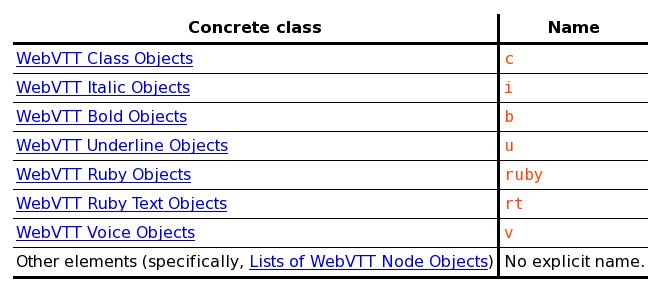 Concrete class Name
WebVTT Class Objects c
WebVTT Italic Objects i
WebVTT Bold Objects b
WebVTT Underline Objects u
WebVTT Ruby Objects ruby
WebVTT Ruby Text Objects rt
WebVTT Voice Objects v
Other elements (specifically, Lists of WebVTT Node Objects) No explicit name.